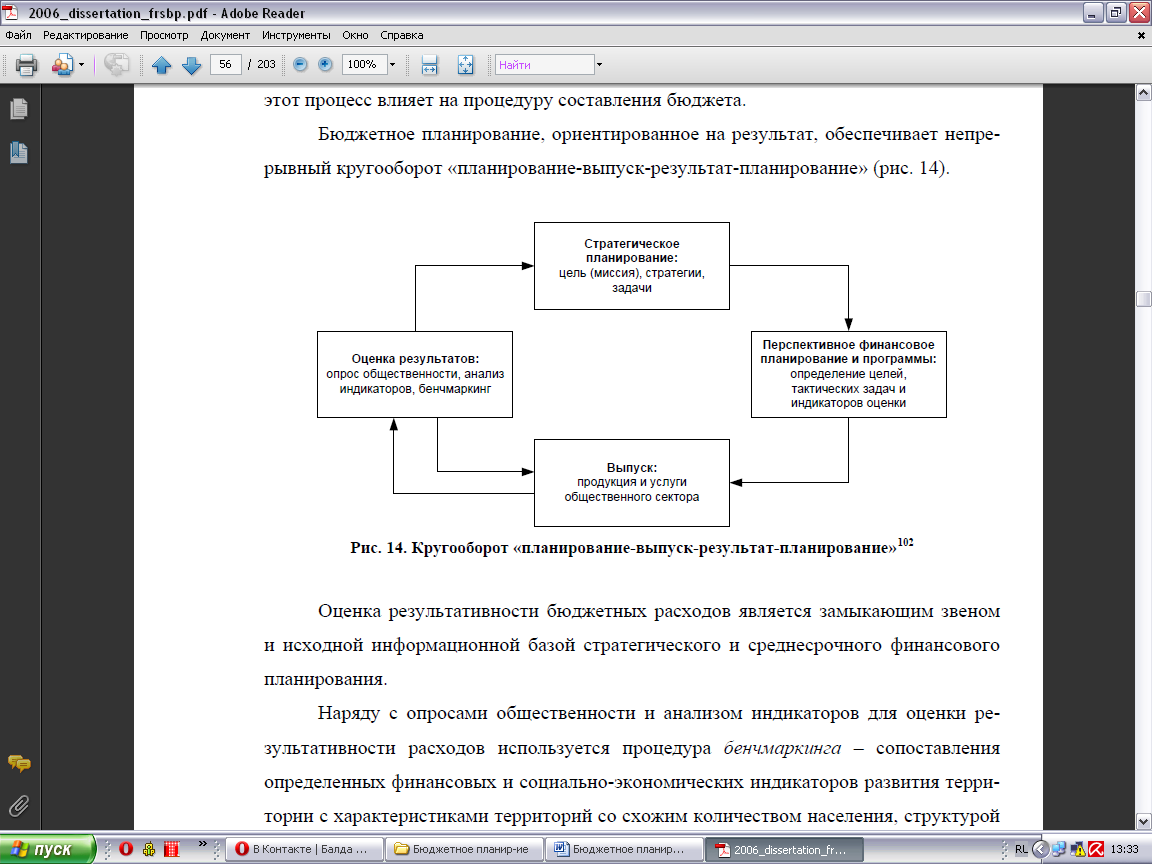 2006_dissertation_frsbp.pdf - Adobe Reader
Файл Редактирование Просмотр Документ Инструменты Окно Справка
56 / 203 100% Найти
этот процесс влияет на процедуру составления бюджета.
Бюджетное планирование, ориентированное на результат, обеспечивает непре-
рывный кругооборот «планирование-выпуск-результат-планирование» (рис. 14).
Стратегическое
планирование:
цель (миссия), стратегии,
задачи
Оценка результатов:
опрос общественности, анализ
индикаторов, бенчмаркинг
Перспективное финансовое
планирование и программы:
определение целей,
тактических задач и
индикаторов оценки
Выпуск:
продукция и услуги
общественного сектора
Рис. 14. Кругооборот «планирование-выпуск-результат-планирование»102
Оценка результативности бюджетных расходов является замыкающим звеном
и исходной информационной базой стратегического и среднесрочного финансового
планирования.
Наряду с опросами общественности и анализом индикаторов для оценки ре-
зультативности расходов используется процедура бенчмаркинга – сопоставления
определенных финансовых и социально-экономических индикаторов развития терри-
тории с характеристиками территорий со схожим количеством населения, структурой
пуск » В Контакте | Балда ... Бюджетное планир-ие Бюджетное планир... 2006_dissertation_fr... RL 13:33